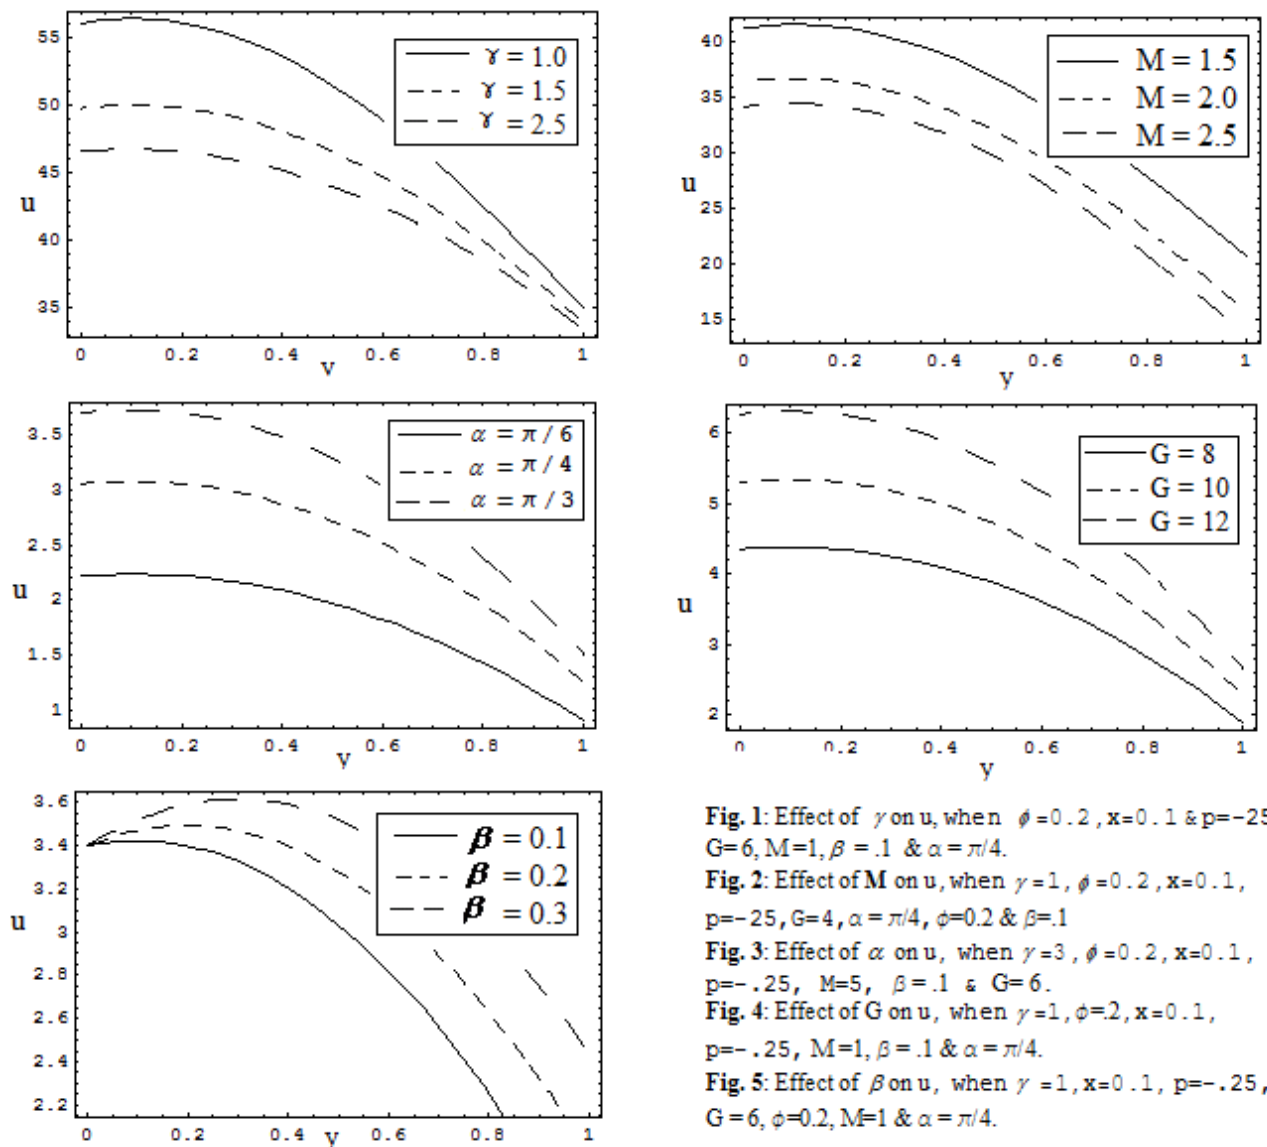 55
50
45
40
35
u
0
0.2
0.4
0.6
0.8
1
y
γ = 1.0
γ = 1.5
γ = 2.5
40
35
30
25
20
15
u
0
0.2
0.4
0.6
0.8
1
y
M = 1.5
M = 2.0
M = 2.5
3.5
3
2.5
2
1.5
1
u
0
0.2
0.4
0.6
0.8
1
y
α = π / 6
α = π / 4
α = π / 3
6
5
4
3
2
u
0
0.2
0.4
0.6
0.8
1
y
G = 8
G = 10
G = 12
3.6
3.4
3.2
3
2.8
2.6
2.4
2.2
u
0
0.2
0.4
0.6
0.8
1
y
β = 0.1
β = 0.2
β = 0.3
Fig. 1: Effect of γ on u, when ϕ =0.2, x=0.1 & p=-25
G=6, M=1, β = .1 & α = π/4.
Fig. 2: Effect of M on u, when γ =1, ϕ=0.2, x=0.1,
p=-25, G=4, α = π/4, ϕ=0.2 & β=.1
Fig. 3: Effect of α on u, when γ=3, ϕ=0.2, x=0.1,
p=-.25, M=5, β =.1 & G=6.
Fig. 4: Effect of G on u, when γ=1, ϕ=.2, x=0.1,
p=-.25, M=1, β = .1 & α = π/4.
Fig. 5: Effect of β on u, when γ =1, x=0.1, p=-.25,
G =6, ϕ=0.2, M=1 & α = π/4.